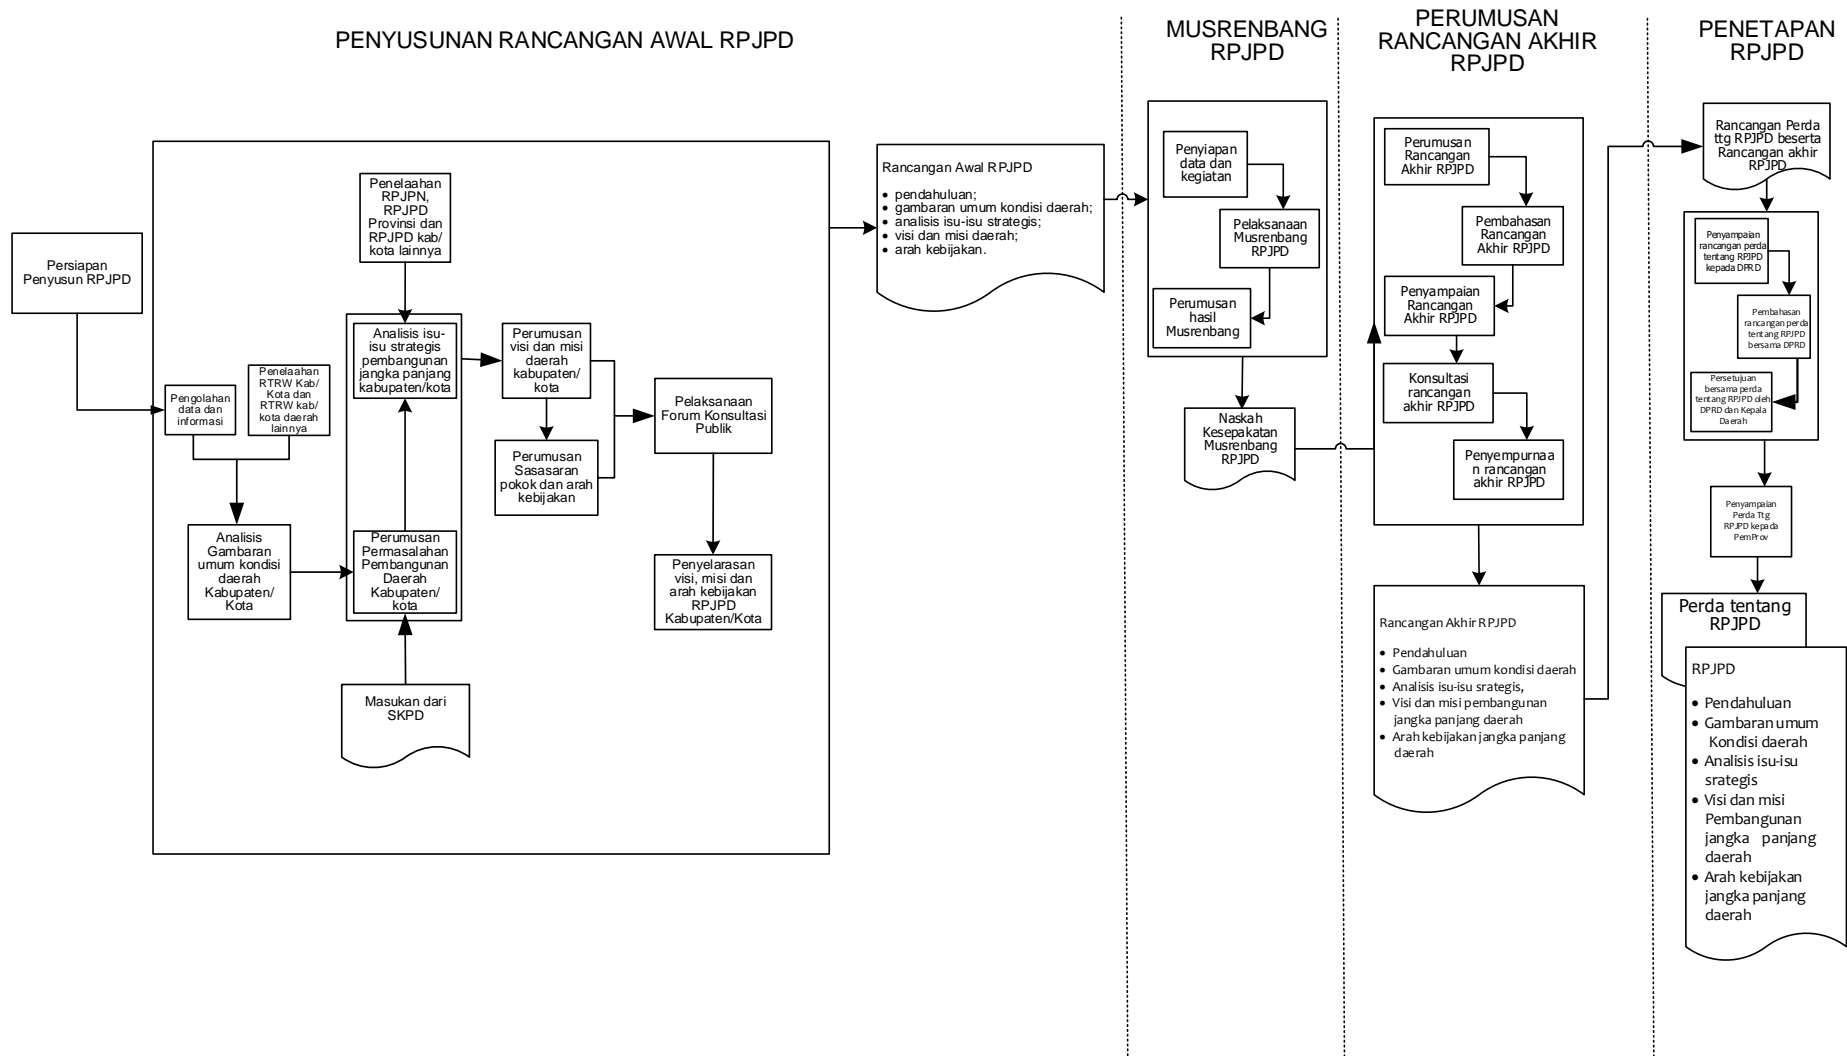 PENYUSUNAN RANCANGAN AWAL RPJPD
MUSRENBANG
RPJPD
PERUMUSAN
RANCANGAN AKHIR
RPJPD
PENETAPAN
RPJPD
Persiapan
Penyusun RPJPD
Pengolahan
data dan
informasi
Penelaahan
RTRW Kab/
Kota dan
RTRW kab/
kota daerah
lainnya
Analisis
Gambaran
umum kondisi
daerah
Kabupaten/
Kota
Penelaahan
RPJPN,
RPJPD
Provinsi dan
RPJPD kab/
kota lainnya
Analisis isu-
isu strategis
pembangunan
jangka panjang
kabupaten/kota
Perumusan
Permasalahan
Pembangunan
Daerah
Kabupaten/
kota
Masukan dari
SKPD
Perumusan
visi dan misi
daerah
kabupaten/
kota
Perumusan
Sasasaran
pokok dan arah
kebijakan
Pelaksanaan
Forum Konsultasi
Publik
Penyelarasan
visi, misi dan
arah kebijakan
RPJPD
Kabupaten/Kota
Rancangan Awal RPJPD
• pendahuluan;
• gambaran umum kondisi daerah;
• analisis isu-isu strategis;
• visi dan misi daerah;
• arah kebijakan.
Penyiapan
data dan
kegiatan
Pelaksanaan
Musrenbang
RPJPD
Perumusan
hasil
Musrenbang
Naskah
Kesepakatan
Musrenbang
RPJPD
Perumusan
Rancangan
Akhir RPJPD
Pembahasan
Rancangan
Akhir RPJPD
Penyampaian
Rancangan
Akhir RPJPD
Konsultasi
rancangan
akhir RPJPD
Penyempurnaa
n rancangan
akhir RPJPD
Rancangan Akhir RPJPD
• Pendahuluan
• Gambaran umum kondisi daerah
• Analisis isu-isu srategis,
• Visi dan misi pembangunan
jangka panjang daerah
• Arah kebijakan jangka panjang
daerah
Rancangan Perda
ttg RPJPD beserta
Rancangan akhir
RPJPD
Penyampaian
rancangan perda
tentang RPJPD
kepada DPRD
Pembahasan
rancangan perda
tentang RPJPD
bersama DPRD
Persetujuan
bersama perda
tentang RPJPD oleh
DPRD dan Kepala
Daerah
Penyampaian
Perda Ttg
RPJPD kepada
PemProv
Perda tentang
RPJPD
RPJPD
• Pendahuluan
• Gambaran umum
Kondisi daerah
• Analisis isu-isu
srategis
• Visi dan misi
Pembangunan
jangka panjang
daerah
• Arah kebijakan
jangka panjang
daerah